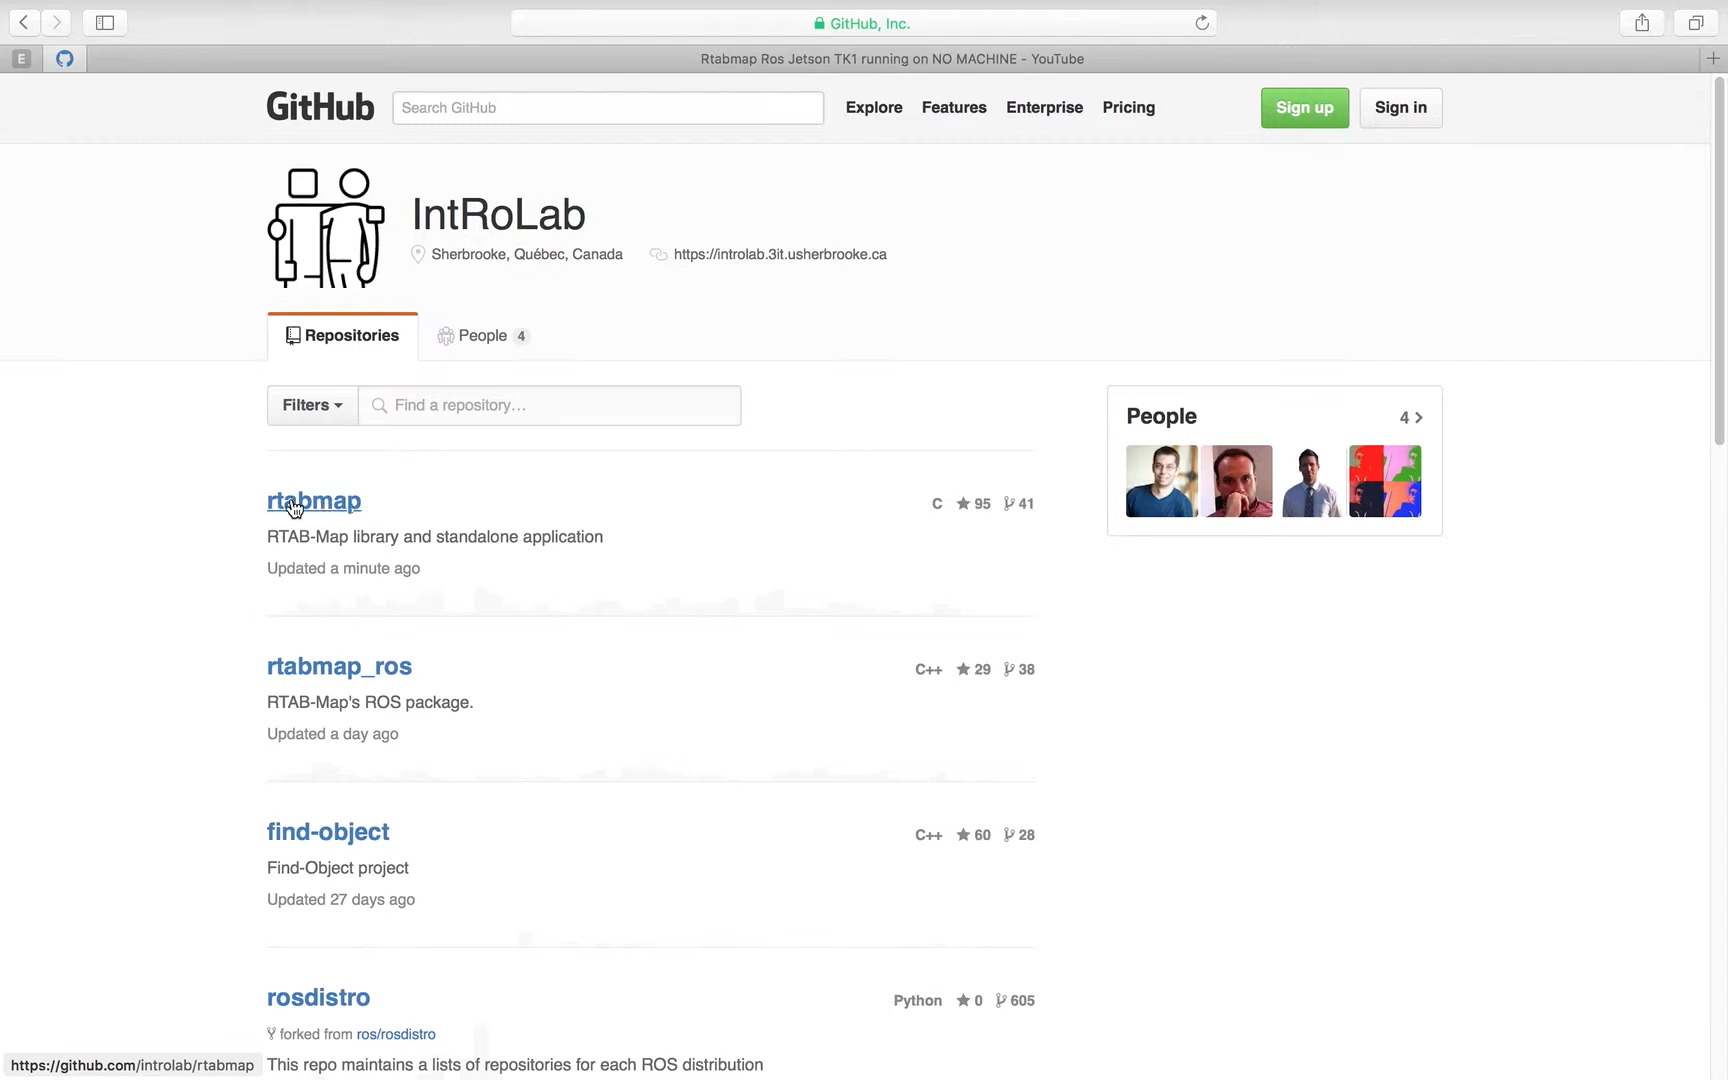 GitHub, Inc.
E
Rtabmap Ros Jetson TK1 running on NO MACHINE - YouTube
GitHub Search GitHub Explore Features Enterprise Pricing Sign up Sign in
IntRoLab
Sherbrooke, Québec, Canada https://introlab.3it.usherbrooke.ca
Repositories People 4
Filters Find a repository…
People 4
rtabmap C 95 41
RTAB-Map library and standalone application
Updated a minute ago
rtabmap_ros C++ 29 38
RTAB-Map's ROS package.
Updated a day ago
find-object C++ 60 28
Find-Object project
Updated 27 days ago
rosdistro Python 0 605
forked from ros/rosdistro
This repo maintains a lists of repositories for each ROS distribution
https://github.com/introlab/rtabmap